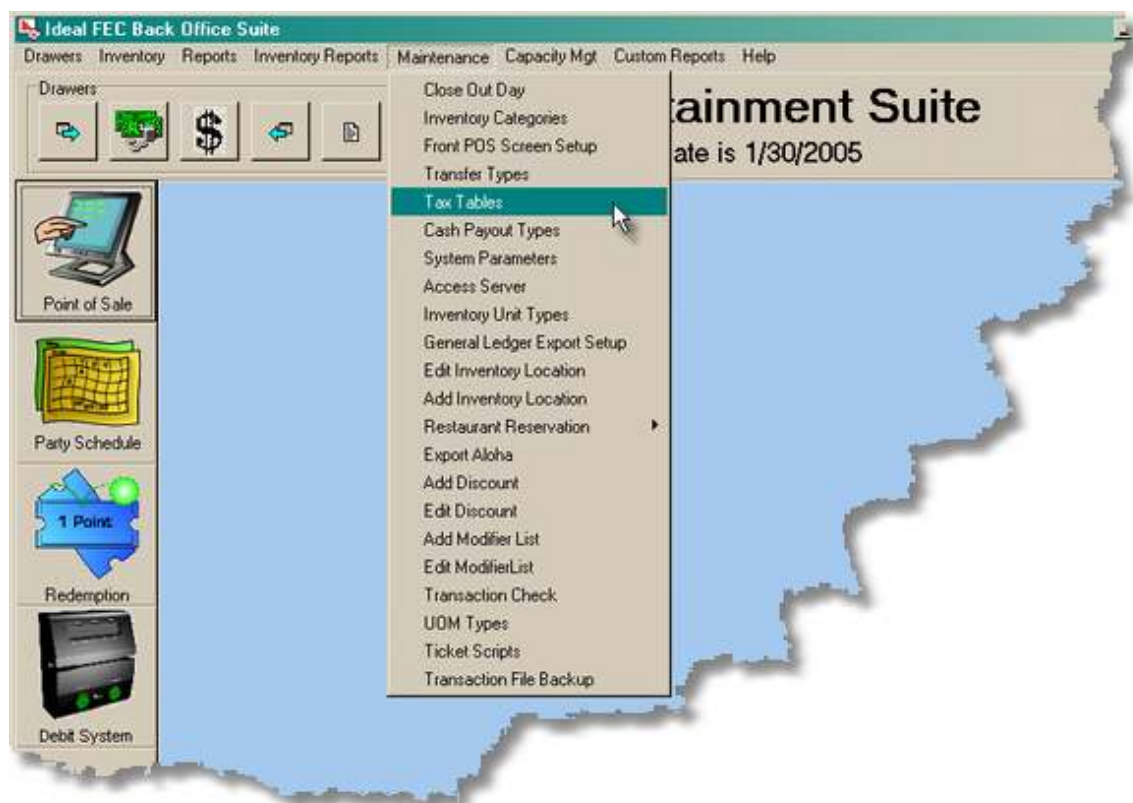 Ideal FEC Back Office Suite
Drawers Inventory Reports Inventory Reports Maintenance Capacity Mgt Custom Reports Help
Drawers
tainment Suite
ate is 1/30/2005
Close Out Day
Inventory Categories
Front POS Screen Setup
Transfer Types
Tax Tables
Cash Payout Types
System Parameters
Access Server
Inventory Unit Types
General Ledger Export Setup
Edit Inventory Location
Add Inventory Location
Restaurant Reservation
Export Aloha
Add Discount
Edit Discount
Add Modifier List
Edit ModifierList
Transaction Check
UOM Types
Ticket Scripts
Transaction File Backup
Point of Sale
Party Schedule
1 Point
Redemption
Debit System